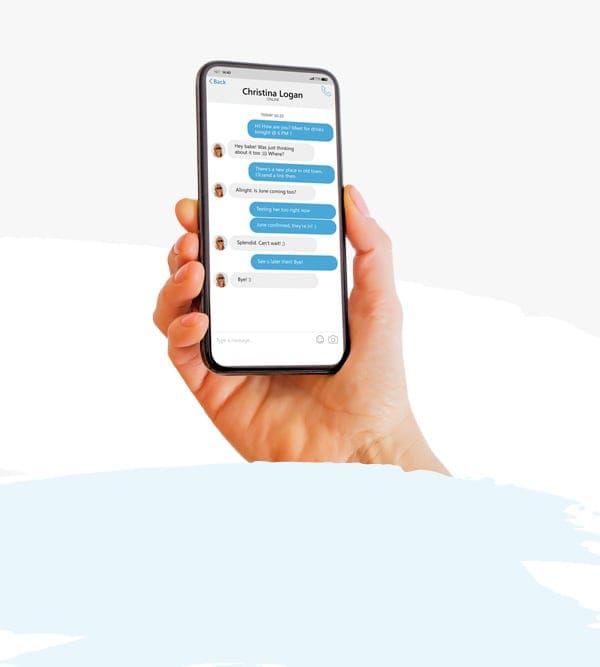 14:40
Back
Christina Logan
ONLINE
TODAY 10:23
Hi! How are you? Meet for drinks
tonight @ 6 PM ?
Hey babe! Was just thinking
about it too :))) Where?
There's a new place in old town,
I'll send a link then.
Allright. Is June coming too?
Texting her too right now
June confirmed, they're in! :)
Splendid. Can't wait! ;)
See u later then! Bye!
Bye! :)
Type a message...